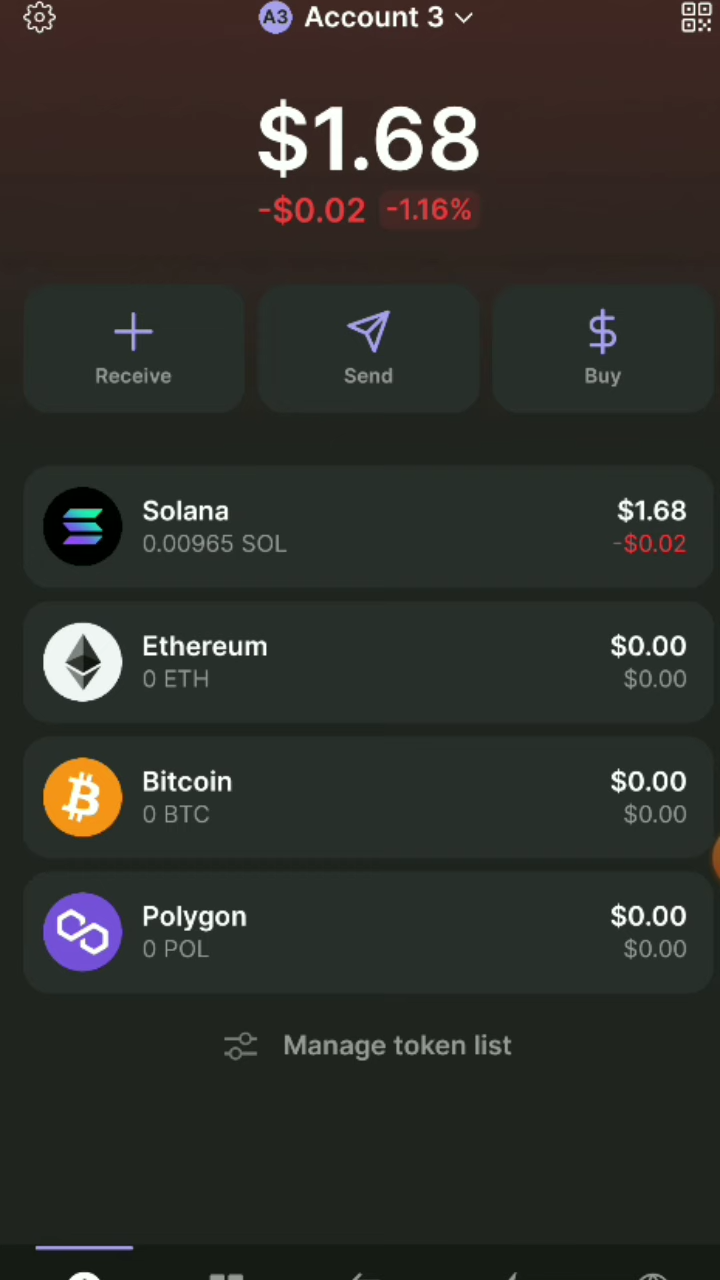 A3 Account 3
$1.68
-$0.02 -1.16%
Receive
Send
Buy
Solana
$1.68
0.00965 SOL
-$0.02
Ethereum
$0.00
0 ETH
$0.00
Bitcoin
$0.00
0 BTC
$0.00
Polygon
$0.00
0 POL
$0.00
Manage token list